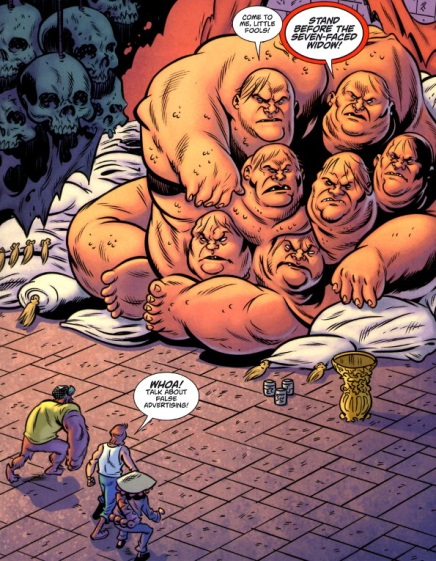 COME TO
ME, LITTLE
FOOLS!
STAND
BEFORE THE
SEVEN-FACED
WIDOW!
WHOA!
TALK ABOUT
FALSE
ADVERTISING!